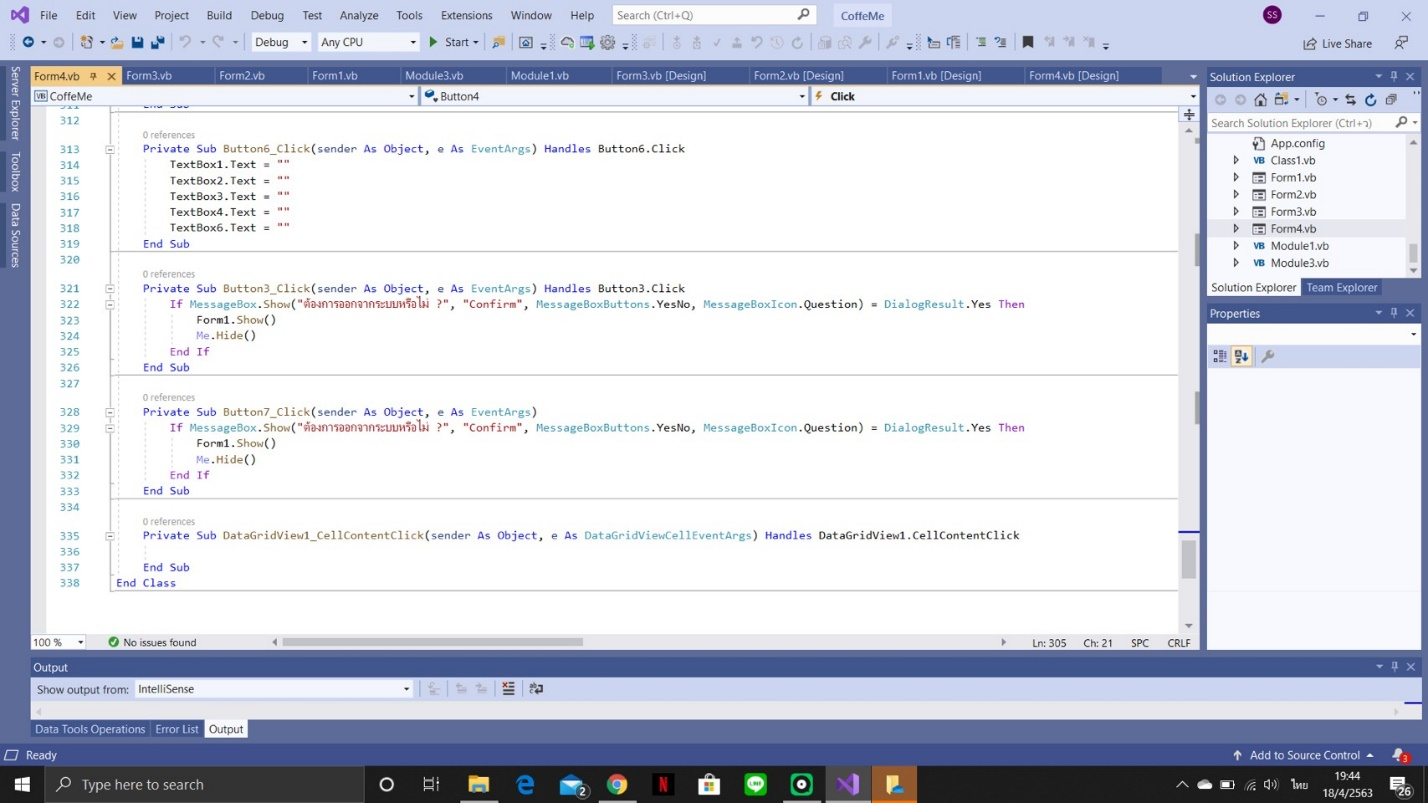 File Edit View Project Build Debug Test Analyze Tools Extensions Window Help Search (Ctrl+Q) CoffeMe SS
Debug Any CPU Start Live Share
Form4.vb Form3.vb Form2.vb Form1.vb Module3.vb Module1.vb Form3.vb [Design] Form2.vb [Design] Form1.vb [Design] Form4.vb [Design]
CoffeMe Button4 Click
Server Explorer
Toolbox
Data Sources
311 End Sub
312
0 references
313 Private Sub Button6_Click(sender As Object, e As EventArgs) Handles Button6.Click
314 TextBox1.Text = ""
315 TextBox2.Text = ""
316 TextBox3.Text = ""
317 TextBox4.Text = ""
318 TextBox6.Text = ""
319 End Sub
320
0 references
321 Private Sub Button3_Click(sender As Object, e As EventArgs) Handles Button3.Click
322 If MessageBox.Show("ต้องการออกจากระบบหรือไม่ ?", "Confirm", MessageBoxButtons.YesNo, MessageBoxIcon.Question) = DialogResult.Yes Then
323 Form1.Show()
324 Me.Hide()
325 End If
326 End Sub
327
0 references
328 Private Sub Button7_Click(sender As Object, e As EventArgs)
329 If MessageBox.Show("ต้องการออกจากระบบหรือไม่ ?", "Confirm", MessageBoxButtons.YesNo, MessageBoxIcon.Question) = DialogResult.Yes Then
330 Form1.Show()
331 Me.Hide()
332 End If
333 End Sub
334
0 references
335 Private Sub DataGridView1_CellContentClick(sender As Object, e As DataGridViewCellEventArgs) Handles DataGridView1.CellContentClick
336
337 End Sub
338 End Class
100 % No issues found Ln: 305 Ch: 21 SPC CRLF
Solution Explorer
Search Solution Explorer (Ctrl+ว)
App.config
VB Class1.vb
Form1.vb
Form2.vb
Form3.vb
Form4.vb
VB Module1.vb
VB Module3.vb
Solution Explorer Team Explorer
Properties
Output
Show output from: IntelliSense
Data Tools Operations Error List Output
Ready Add to Source Control 3
Type here to search 2 ไทย 19:44
18/4/2563 26